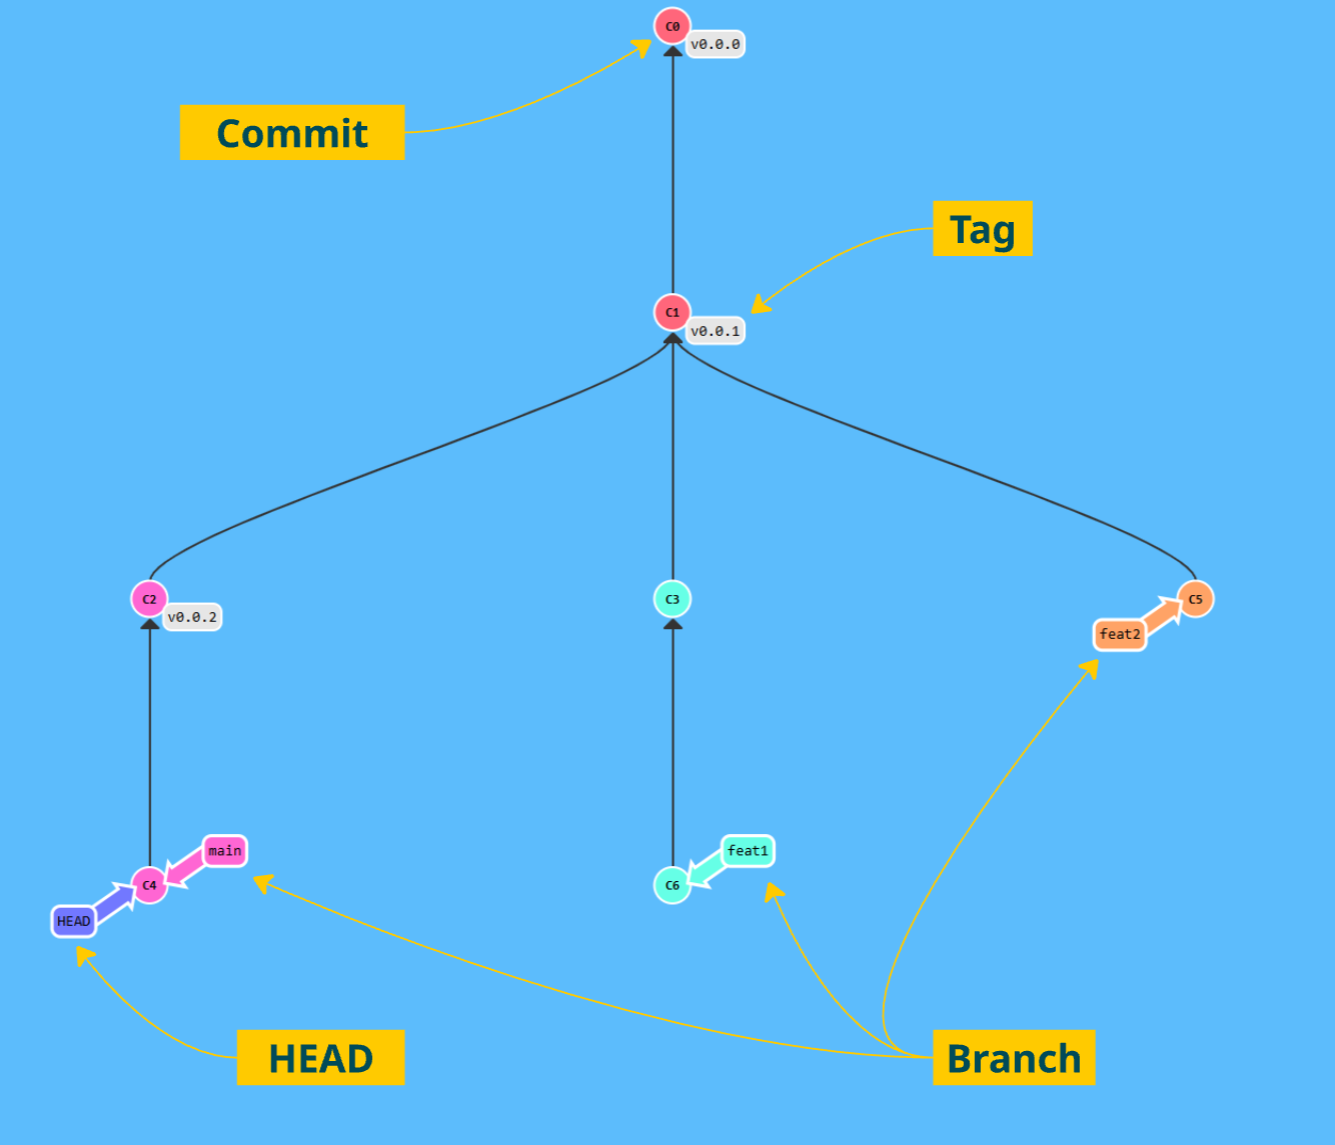 C0
v0.0.0
Commit
Tag
C1
v0.0.1
C2
v0.0.2
C3
C5
feat2
main
C4
HEAD
feat1
C6
HEAD
Branch